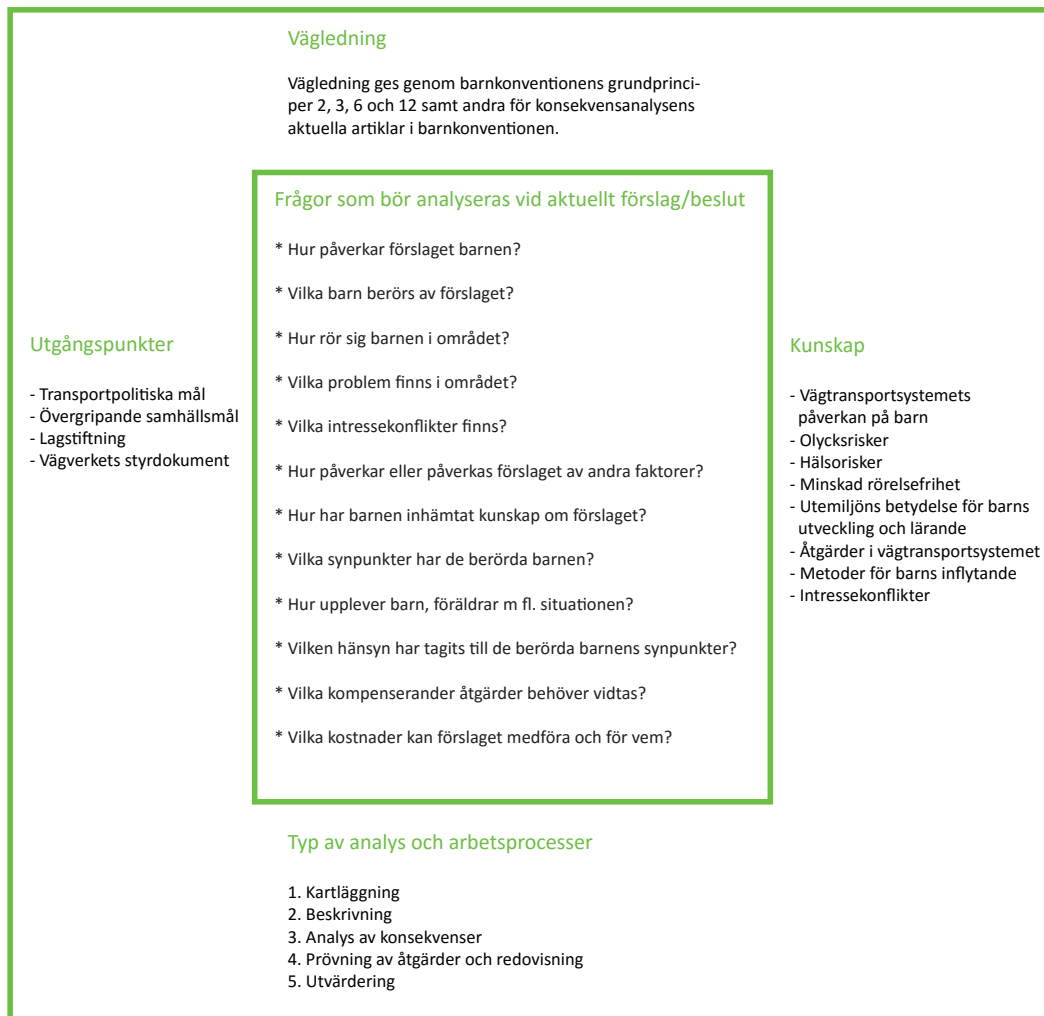 Vägledning
Vägledning ges genom barnkonventionens grundprinci-
per 2, 3, 6 och 12 samt andra för konsekvensanalysens
aktuella artiklar i barnkonventionen.
Frågor som bör analyseras vid aktuellt förslag/beslut
* Hur påverkar förslaget barnen?
* Vilka barn berörs av förslaget?
* Hur rör sig barnen i området?
* Vilka problem finns i området?
* Vilka intressekonflikter finns?
* Hur påverkar eller påverkas förslaget av andra faktorer?
* Hur har barnen inhämtat kunskap om förslaget?
* Vilka synpunkter har de berörda barnen?
* Hur upplever barn, föräldrar m fl. situationen?
* Vilken hänsyn har tagits till de berörda barnens synpunkter?
* Vilka kompenserander åtgärder behöver vidtas?
* Vilka kostnader kan förslaget medföra och för vem?
Utgångspunkter
- Transportpolitiska mål
- Övergripande samhällsmål
- Lagstiftning
- Vägverkets styrdokument
Kunskap
- Vägtransportsystemets
påverkan på barn
- Olycksrisker
- Hälsorisker
- Minskad rörelsefrihet
- Utemiljöns betydelse för barns
utveckling och lärande
- Åtgärder i vägtransportsystemet
- Metoder för barns inflytande
- Intressekonflikter
Typ av analys och arbetsprocesser
1. Kartläggning
2. Beskrivning
3. Analys av konsekvenser
4. Prövning av åtgärder och redovisning
5. Utvärdering